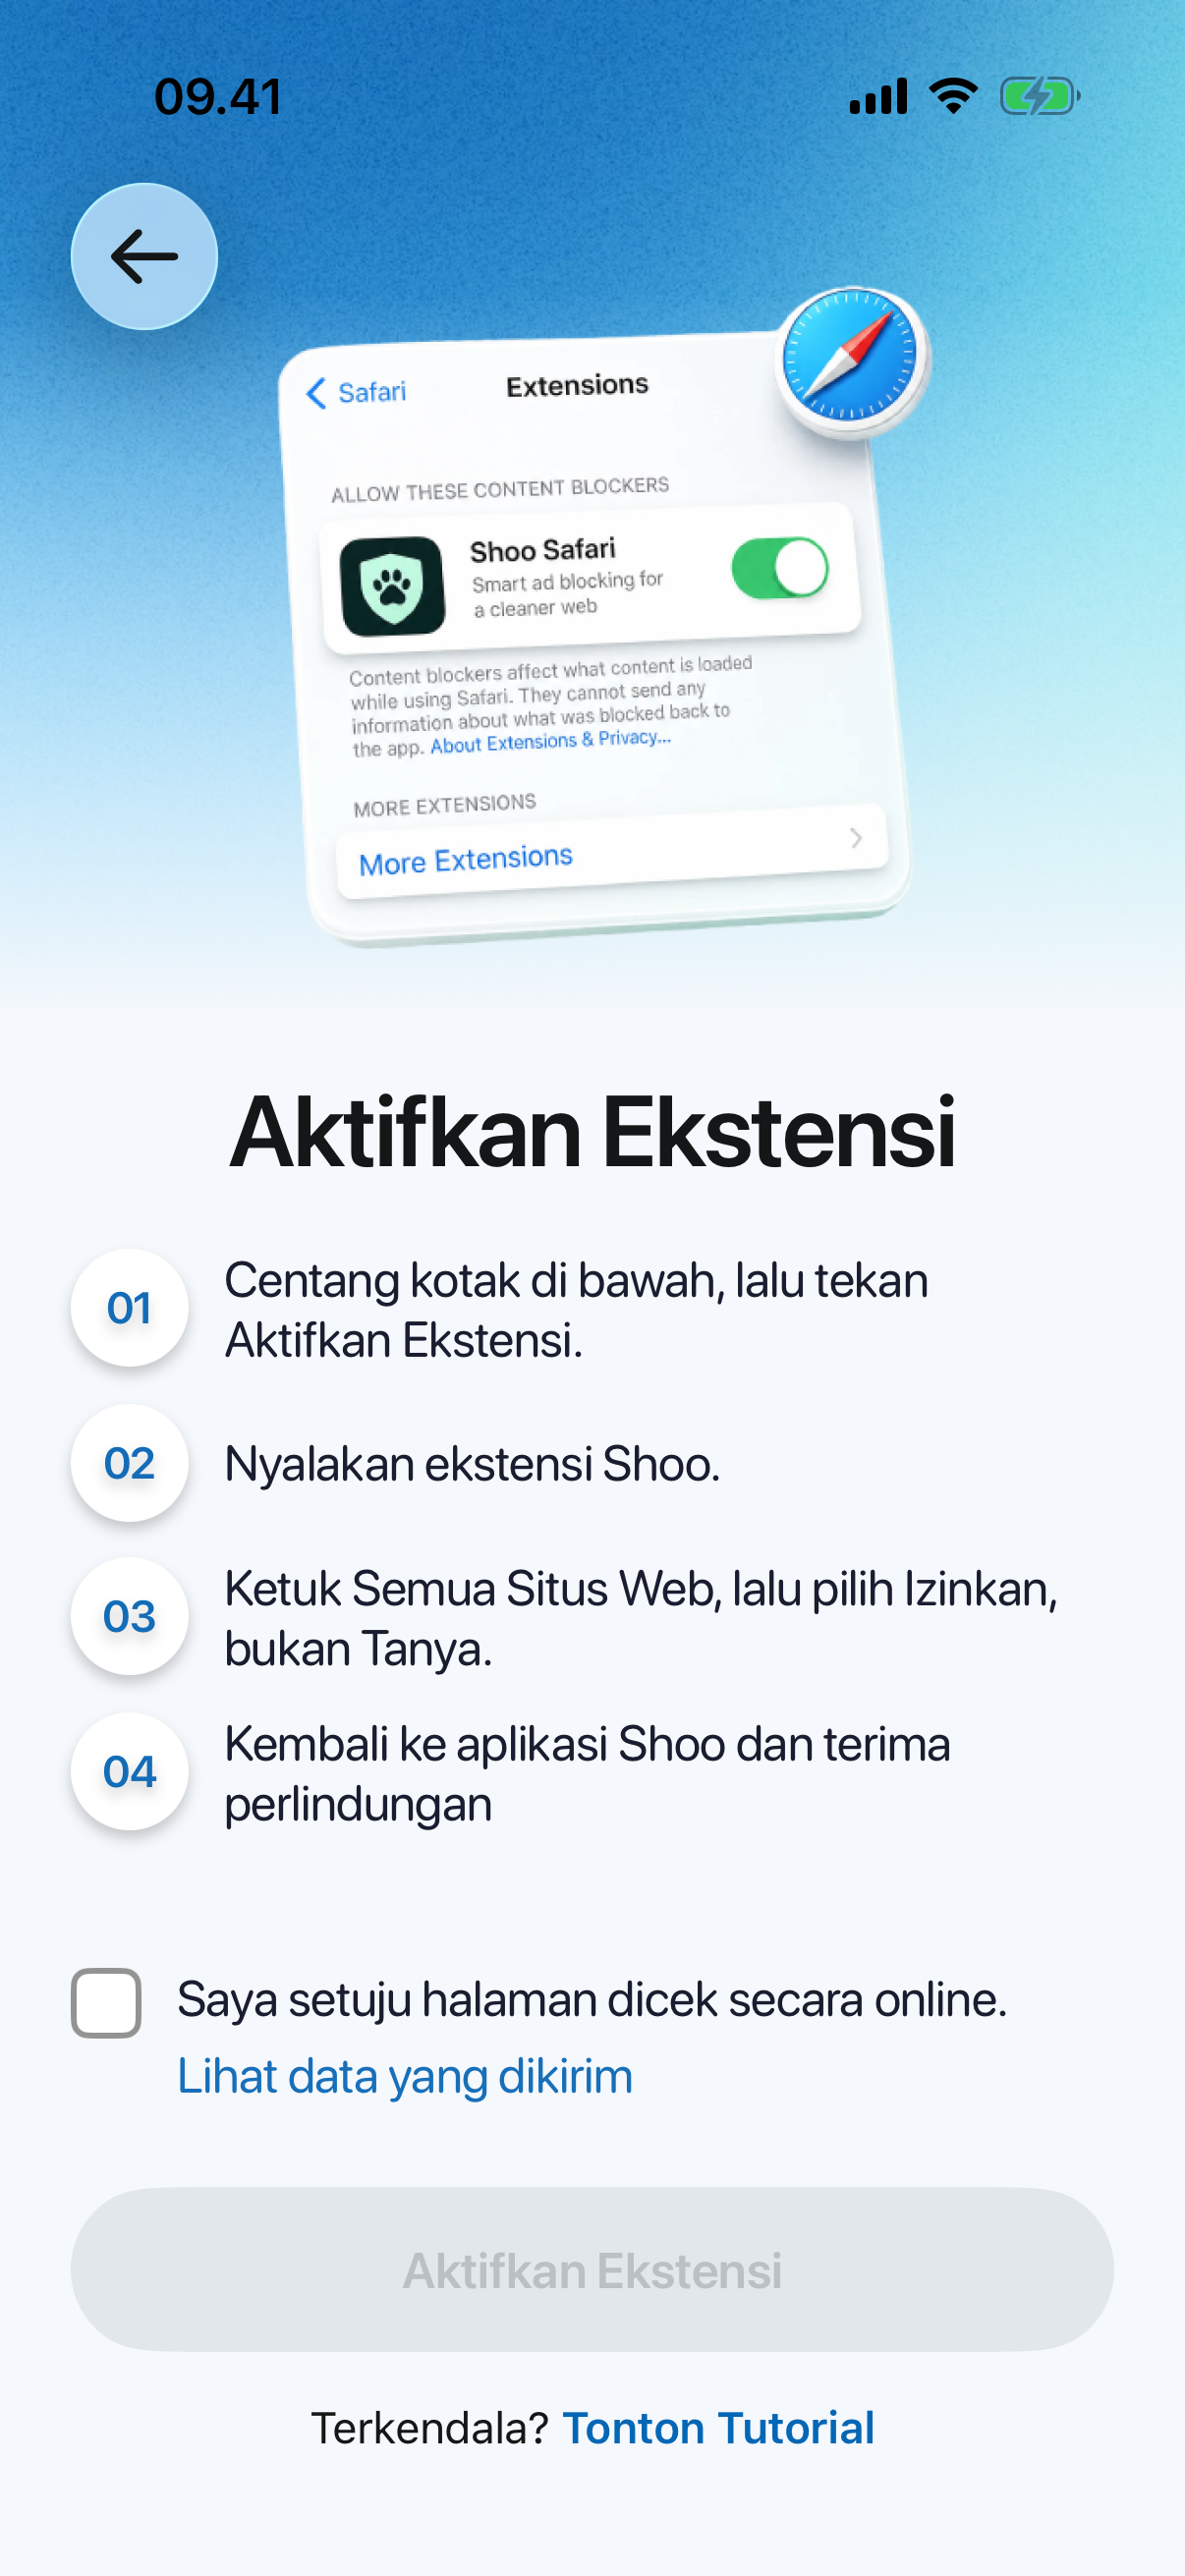 09.41
Safari
Extensions
ALLOW THESE CONTENT BLOCKERS
Shoo Safari
Smart ad blocking for
a cleaner web
Content blockers affect what content is loaded
while using Safari. They cannot send any
information about what was blocked back to
the app. About Extensions & Privacy...
MORE EXTENSIONS
More Extensions
Aktifkan Ekstensi
01
Centang kotak di bawah, lalu tekan
Aktifkan Ekstensi.
02
Nyalakan ekstensi Shoo.
03
Ketuk Semua Situs Web, lalu pilih Izinkan,
bukan Tanya.
04
Kembali ke aplikasi Shoo dan terima
perlindungan
Saya setuju halaman dicek secara online.
Lihat data yang dikirim
Aktifkan Ekstensi
Terkendala? Tonton Tutorial